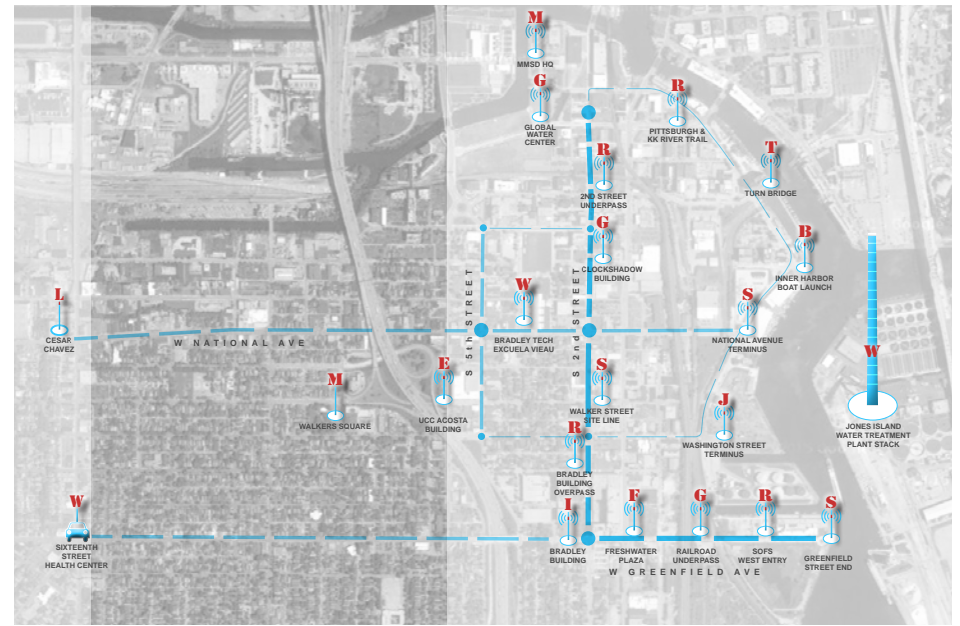 M
MMSD HQ
G
GLOBAL
WATER
CENTER
R
PITTSBURGH &
KK RIVER TRAIL
R
2ND STREET
UNDERPASS
T
TURN BRIDGE
G
CLOCKSHADOW
BUILDING
B
INNER HARBOR
BOAT LAUNCH
L
CESAR
CHAVEZ
W NATIONAL AVE
S 5th STREET
W
BRADLEY TECH
EXCUELA VIEAU
S 2nd STREET
S
NATIONAL AVENUE
TERMINUS
W
JONES ISLAND
WATER TREATMENT
PLANT STACK
M
WALKERS SQUARE
E
UCC ACOSTA
BUILDING
S
WALKER STREET
SITE LINE
J
WASHINGTON STREET
TERMINUS
R
BRADLEY
BUILDING
OVERPASS
W
SIXTEENTH
STREET
HEALTH CENTER
I
BRADLEY
BUILDING
F
FRESHWATER
PLAZA
G
RAILROAD
UNDERPASS
R
SOFS
WEST ENTRY
S
GREENFIELD
STREET END
W GREENFIELD AVE